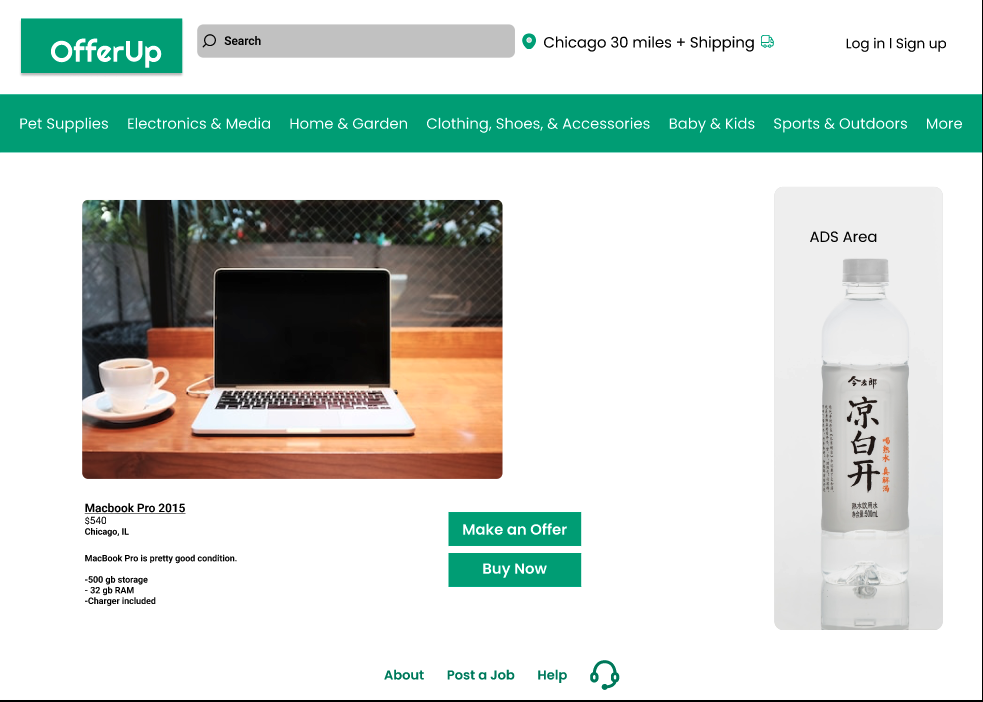 OfferUp
Search
Chicago 30 miles + Shipping
Log in I Sign up
Pet Supplies
Electronics & Media
Home & Garden
Clothing, Shoes, & Accessories
Baby & Kids
Sports & Outdoors
More
ADS Area
今麦郎
凉白开
喝熟水 真解渴
熟水饮用水
净含量:500mL
Macbook Pro 2015
$540
Chicago, IL
MacBook Pro is pretty good condition.
-500 gb storage
- 32 gb RAM
-Charger included
Make an Offer
Buy Now
About
Post a Job
Help